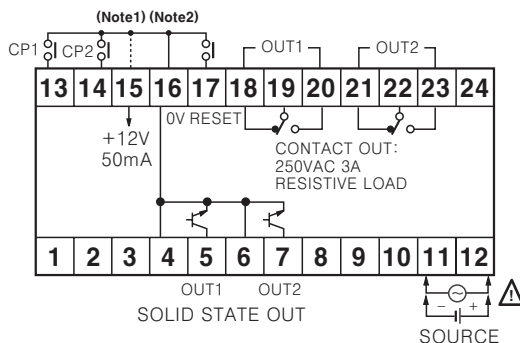 (Note1) (Note2)
CP1 CP2 OUT1 OUT2
13 14 15 16 17 18 19 20 21 22 23 24
+12V
50mA
0V RESET
CONTACT OUT:
250VAC 3A
RESISTIVE LOAD
1 2 3 4 5 6 7 8 9 10 11 12
OUT1 OUT2
SOLID STATE OUT
− +
SOURCE